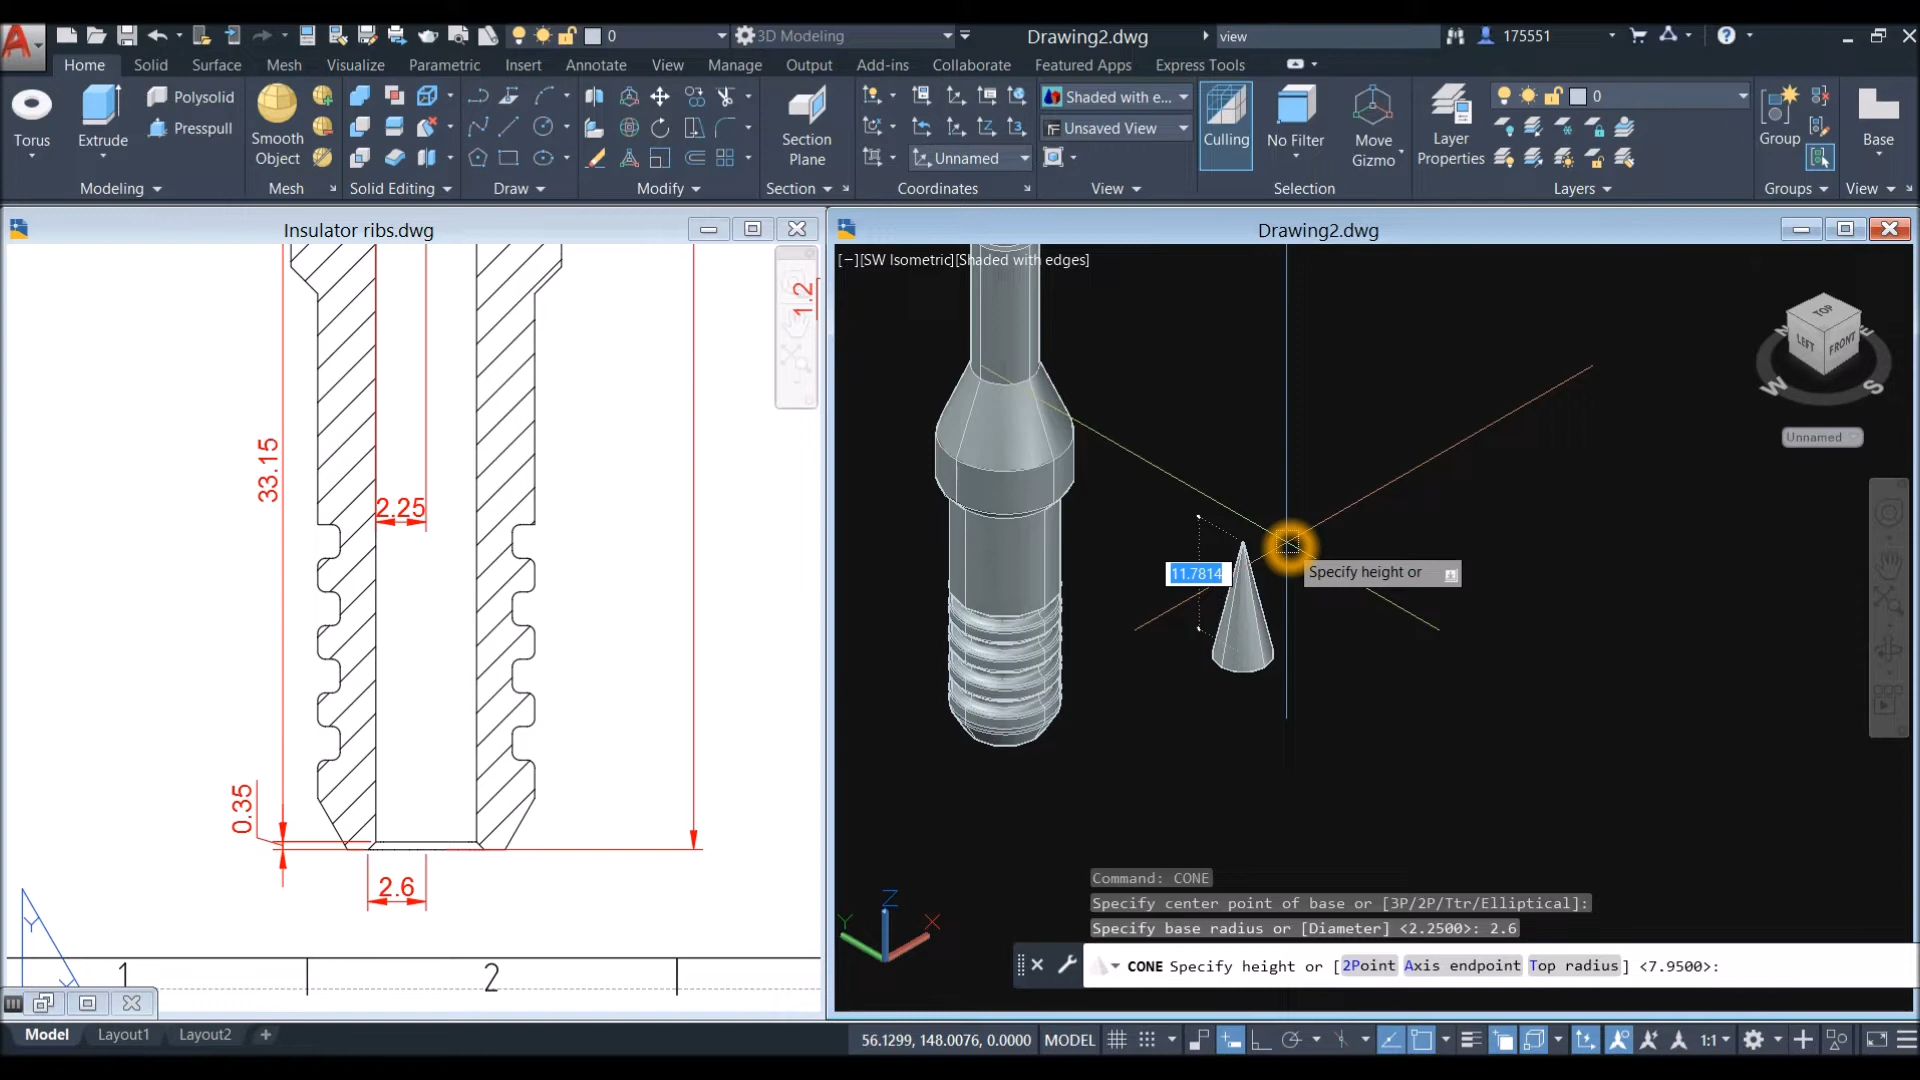 0
3D Modeling
Drawing2.dwg
view
175551
Home
Solid
Surface
Mesh
Visualize
Parametric
Insert
Annotate
View
Manage
Output
Add-ins
Collaborate
Featured Apps
Express Tools
Torus
Extrude
Polysolid
Presspull
Smooth
Object
Section
Plane
Unnamed
Shaded with e...
Unsaved View
Culling
No Filter
Move
Gizmo
Layer
Properties
0
Group
Base
Modeling
Mesh
Solid Editing
Draw
Modify
Section
Coordinates
View
Selection
Layers
Groups
View
Insulator ribs.dwg
1.2
33.15
2.25
0.35
2.6
Y
1
2
Drawing2.dwg
[−][SW Isometric][Shaded with edges]
TOP
LEFT
FRONT
N
E
W
S
Unnamed
11.7814
Specify height or
Z
Y
X
Command: CONE
Specify center point of base or [3P/2P/Ttr/Elliptical]:
Specify base radius or [Diameter] <2.2500>: 2.6
CONE Specify height or [2Point Axis endpoint Top radius] <7.9500>:
Model
Layout1
Layout2
56.1299, 148.0076, 0.0000
MODEL
1:1